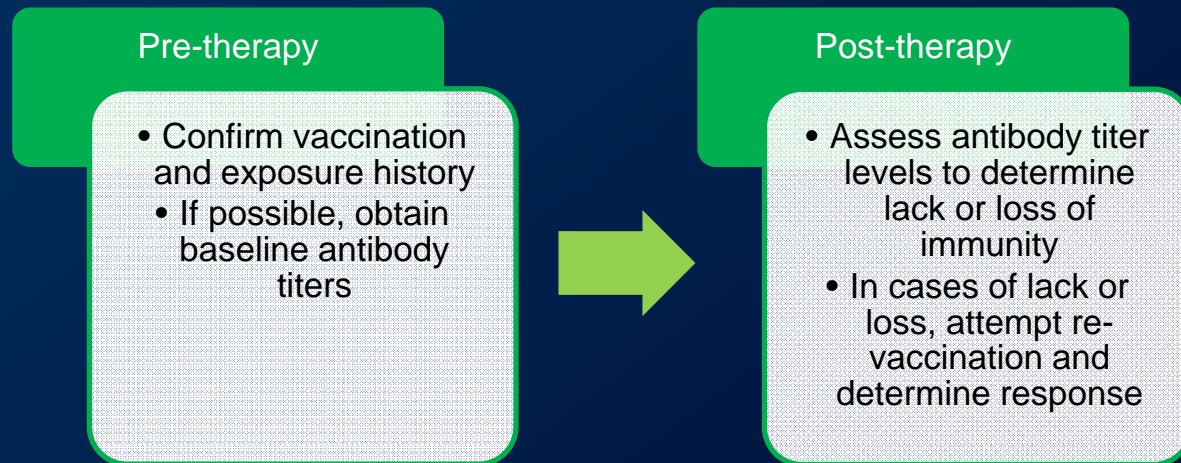 Pre-therapy
• Confirm vaccination
and exposure history
• If possible, obtain
baseline antibody
titers
Post-therapy
• Assess antibody titer
levels to determine
lack or loss of
immunity
• In cases of lack or
loss, attempt re-
vaccination and
determine response